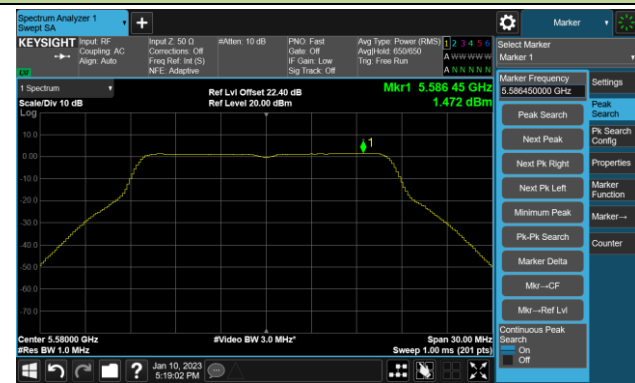 Spectrum Analyzer 1
Swept SA
+
Marker
KEYSIGHT
Input: RF
Coupling: AC
Align: Auto
Input Z: 50 Ω
Corrections: Off
Freq Ref: Int (S)
NFE: Adaptive
#Atten: 10 dB
PNO: Fast
Gate: Off
IF Gain: Low
Sig Track: Off
Avg Type: Power (RMS)
Avg|Hold: 650/650
Trig: Free Run
1 2 3 4 5 6
A W W W W W
A N N N N N
Select Marker
Marker 1
Marker Frequency
5.586450000 GHz
Peak Search
Next Peak
Next Pk Right
Next Pk Left
Minimum Peak
Pk-Pk Search
Marker Delta
Mkr→CF
Mkr→Ref Lvl
Continuous Peak
Search
On
Off
Settings
Peak
Search
Pk Search
Config
Properties
Marker
Function
Marker→
Counter
1 Spectrum
Scale/Div 10 dB
Log
Ref Lvl Offset 22.40 dB
Ref Level 20.00 dBm
Mkr1 5.586 45 GHz
1.472 dBm
1
10.0
0.00
-10.0
-20.0
-30.0
-40.0
-50.0
-60.0
-70.0
Center 5.58000 GHz
#Res BW 1.0 MHz
#Video BW 3.0 MHz*
Span 30.00 MHz
Sweep 1.00 ms (201 pts)
?
Jan 10, 2023
5:19:02 PM